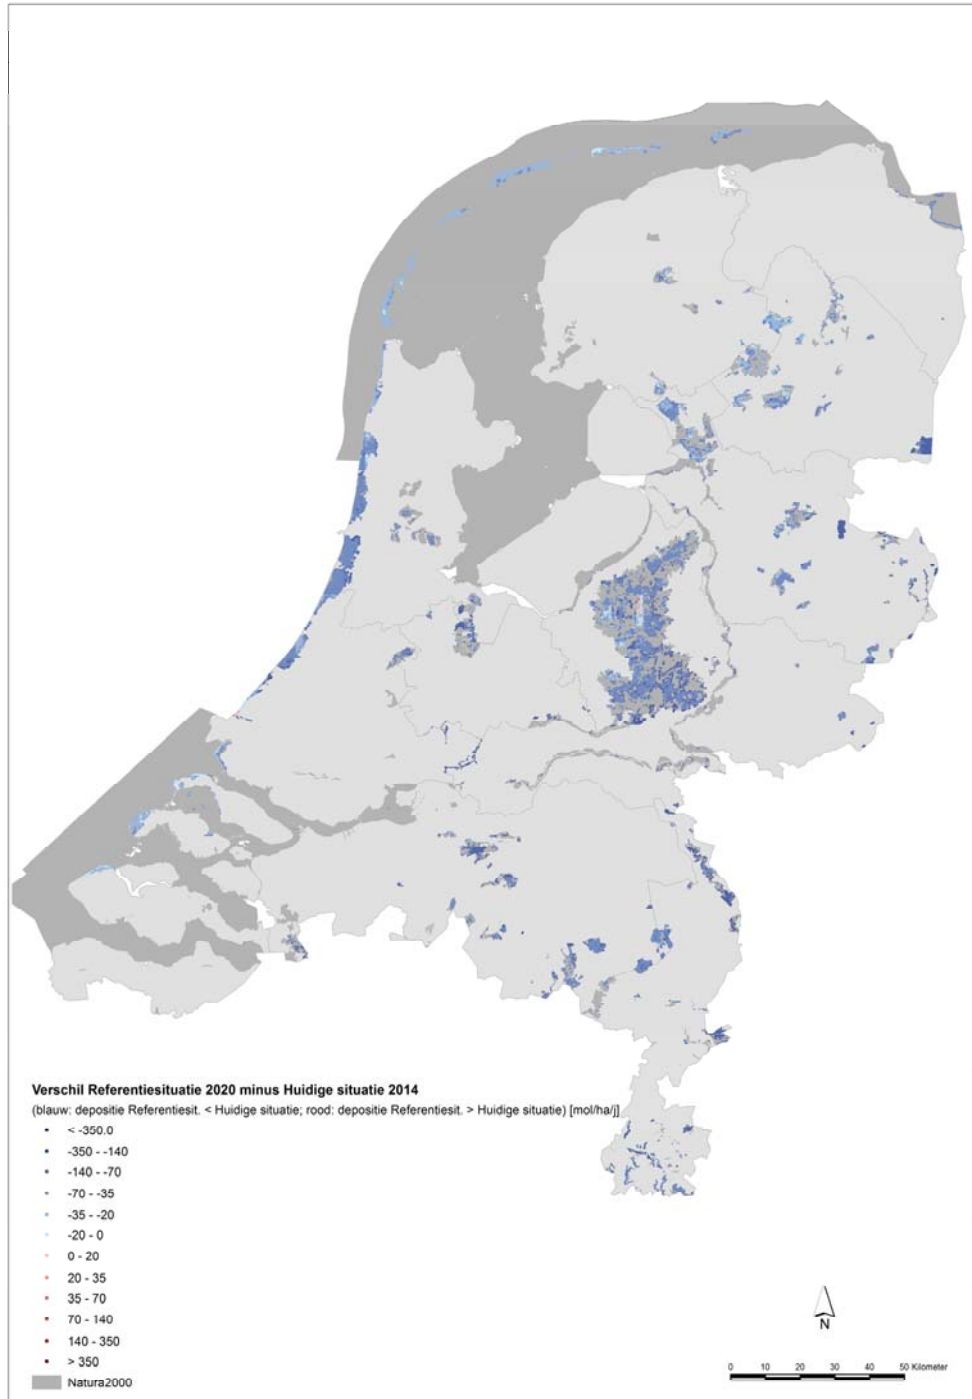 Verschil Referentiesituatie 2020 minus Huidige situatie 2014
(blauw: depositie Referentiesit. < Huidige situatie; rood: depositie Referentiesit. > Huidige situatie) [mol/ha/j]
< -350.0
-350 - -140
-140 - -70
-70 - -35
-35 - -20
-20 - 0
0 - 20
20 - 35
35 - 70
70 - 140
140 - 350
> 350
Natura2000
N
0 10 20 30 40 50 Kilometer